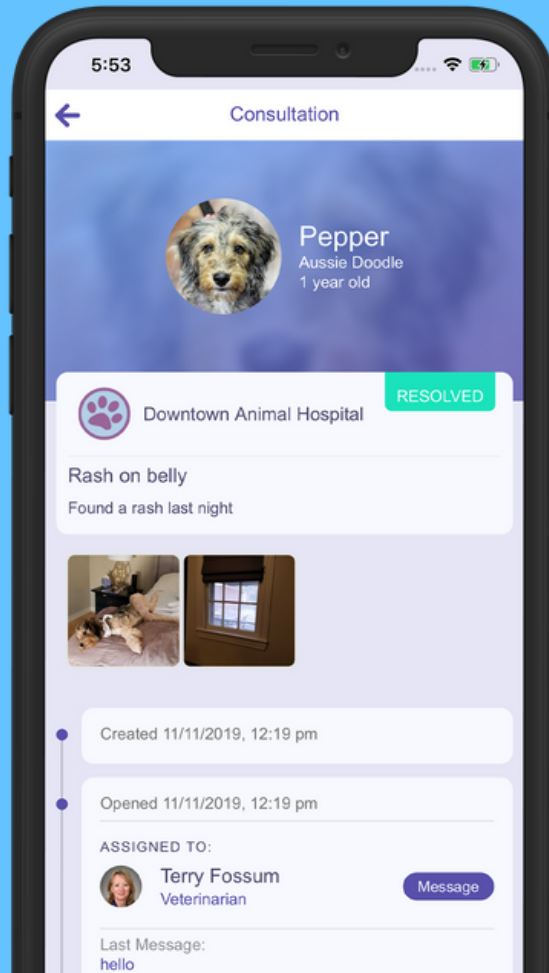 5:53
Consultation
Pepper
Aussie Doodle
1 year old
RESOLVED
Downtown Animal Hospital
Rash on belly
Found a rash last night
Created 11/11/2019, 12:19 pm
Opened 11/11/2019, 12:19 pm
ASSIGNED TO:
Terry Fossum
Veterinarian
Message
Last Message:
hello